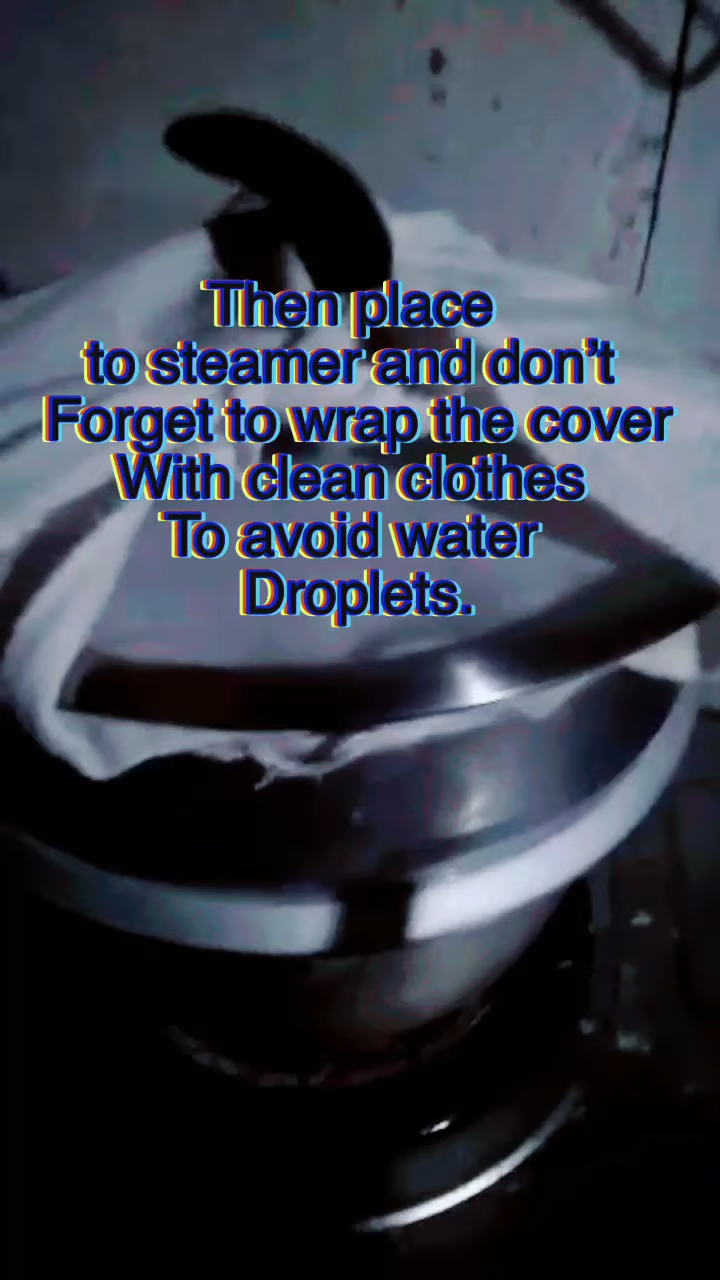 Then place
to steamer and don’t
Forget to wrap the cover
With clean clothes
To avoid water
Droplets.